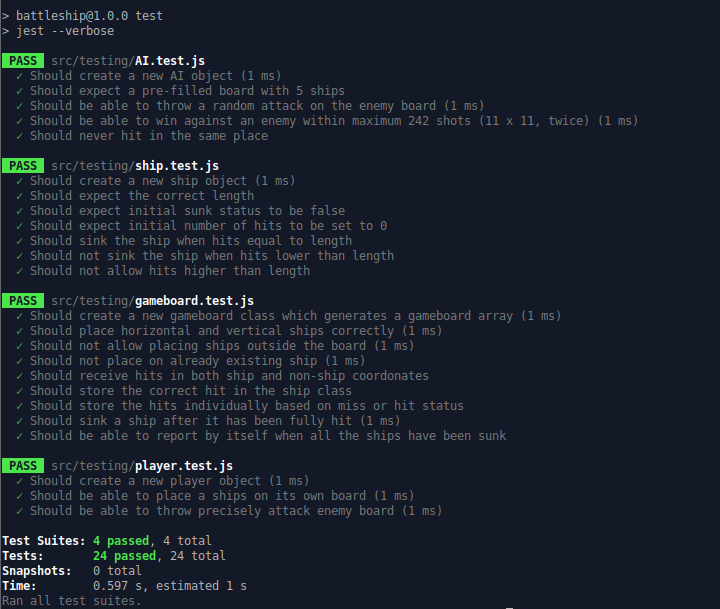 > battleship@1.0.0 test
> jest --verbose
PASS src/testing/AI.test.js
✓ Should create a new AI object (1 ms)
✓ Should expect a pre-filled board with 5 ships
✓ Should be able to throw a random attack on the enemy board (1 ms)
✓ Should be able to win against an enemy within maximum 242 shots (11 x 11, twice) (1 ms)
✓ Should never hit in the same place
PASS src/testing/ship.test.js
✓ Should create a new ship object (1 ms)
✓ Should expect the correct length
✓ Should expect initial sunk status to be false
✓ Should expect initial number of hits to be set to 0
✓ Should sink the ship when hits equal to length
✓ Should not sink the ship when hits lower than length
✓ Should not allow hits higher than length
PASS src/testing/gameboard.test.js
✓ Should create a new gameboard class which generates a gameboard array (1 ms)
✓ Should place horizontal and vertical ships correctly (1 ms)
✓ Should not allow placing ships outside the board (1 ms)
✓ Should not place on already existing ship (1 ms)
✓ Should receive hits in both ship and non-ship coordonates
✓ Should store the correct hit in the ship class
✓ Should store the hits individually based on miss or hit status
✓ Should sink a ship after it has been fully hit (1 ms)
✓ Should be able to report by itself when all the ships have been sunk
PASS src/testing/player.test.js
✓ Should create a new player object (1 ms)
✓ Should be able to place a ships on its own board (1 ms)
✓ Should be able to throw precisely attack enemy board (1 ms)
Test Suites: 4 passed, 4 total
Tests: 24 passed, 24 total
Snapshots: 0 total
Time: 0.597 s, estimated 1 s
Ran all test suites.